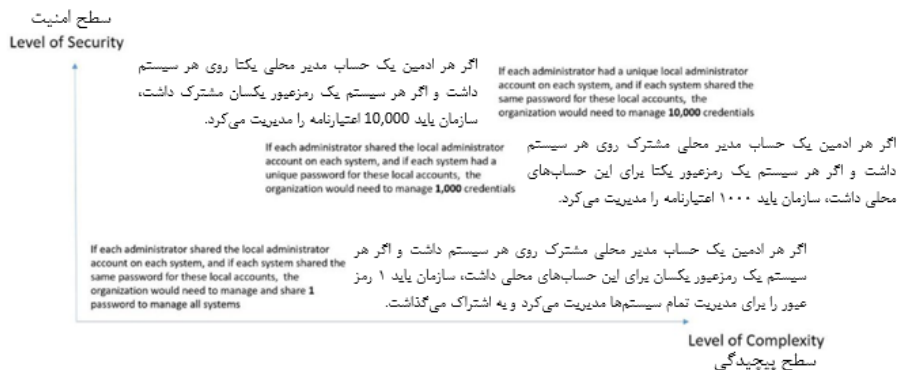 سطح امنیت
Level of Security
اگر هر ادمین یک حساب مدیر محلی یکتا روی هر سیستم
داشت و اگر هر سیستم یک رمزعبور یکسان مشترک داشت،
سازمان باید 10,000 اعتبارنامه را مدیریت می‌کرد.
If each administrator had a unique local administrator
account on each system, and if each system shared the
same password for these local accounts, the
organization would need to manage 10,000 credentials
If each administrator shared the local administrator
account on each system, and if each system had a
unique password for these local accounts, the
organization would need to manage 1,000 credentials
اگر هر ادمین یک حساب مدیر محلی مشترک روی هر سیستم
داشت و اگر هر سیستم یک رمزعبور یکتا برای این حساب‌های
محلی داشت، سازمان باید ۱۰۰۰ اعتبارنامه را مدیریت می‌کرد.
If each administrator shared the local administrator
account on each system, and if each system shared the
same password for these local accounts, the
organization would need to manage and share 1
password to manage all systems
اگر هر ادمین یک حساب مدیر محلی مشترک روی هر سیستم داشت و اگر هر
سیستم یک رمزعبور یکسان برای این حساب‌های محلی داشت، سازمان باید ۱ رمز
عبور را برای مدیریت تمام سیستم‌ها مدیریت می‌کرد و به اشتراک می‌گذاشت.
Level of Complexity
سطح پیچیدگی